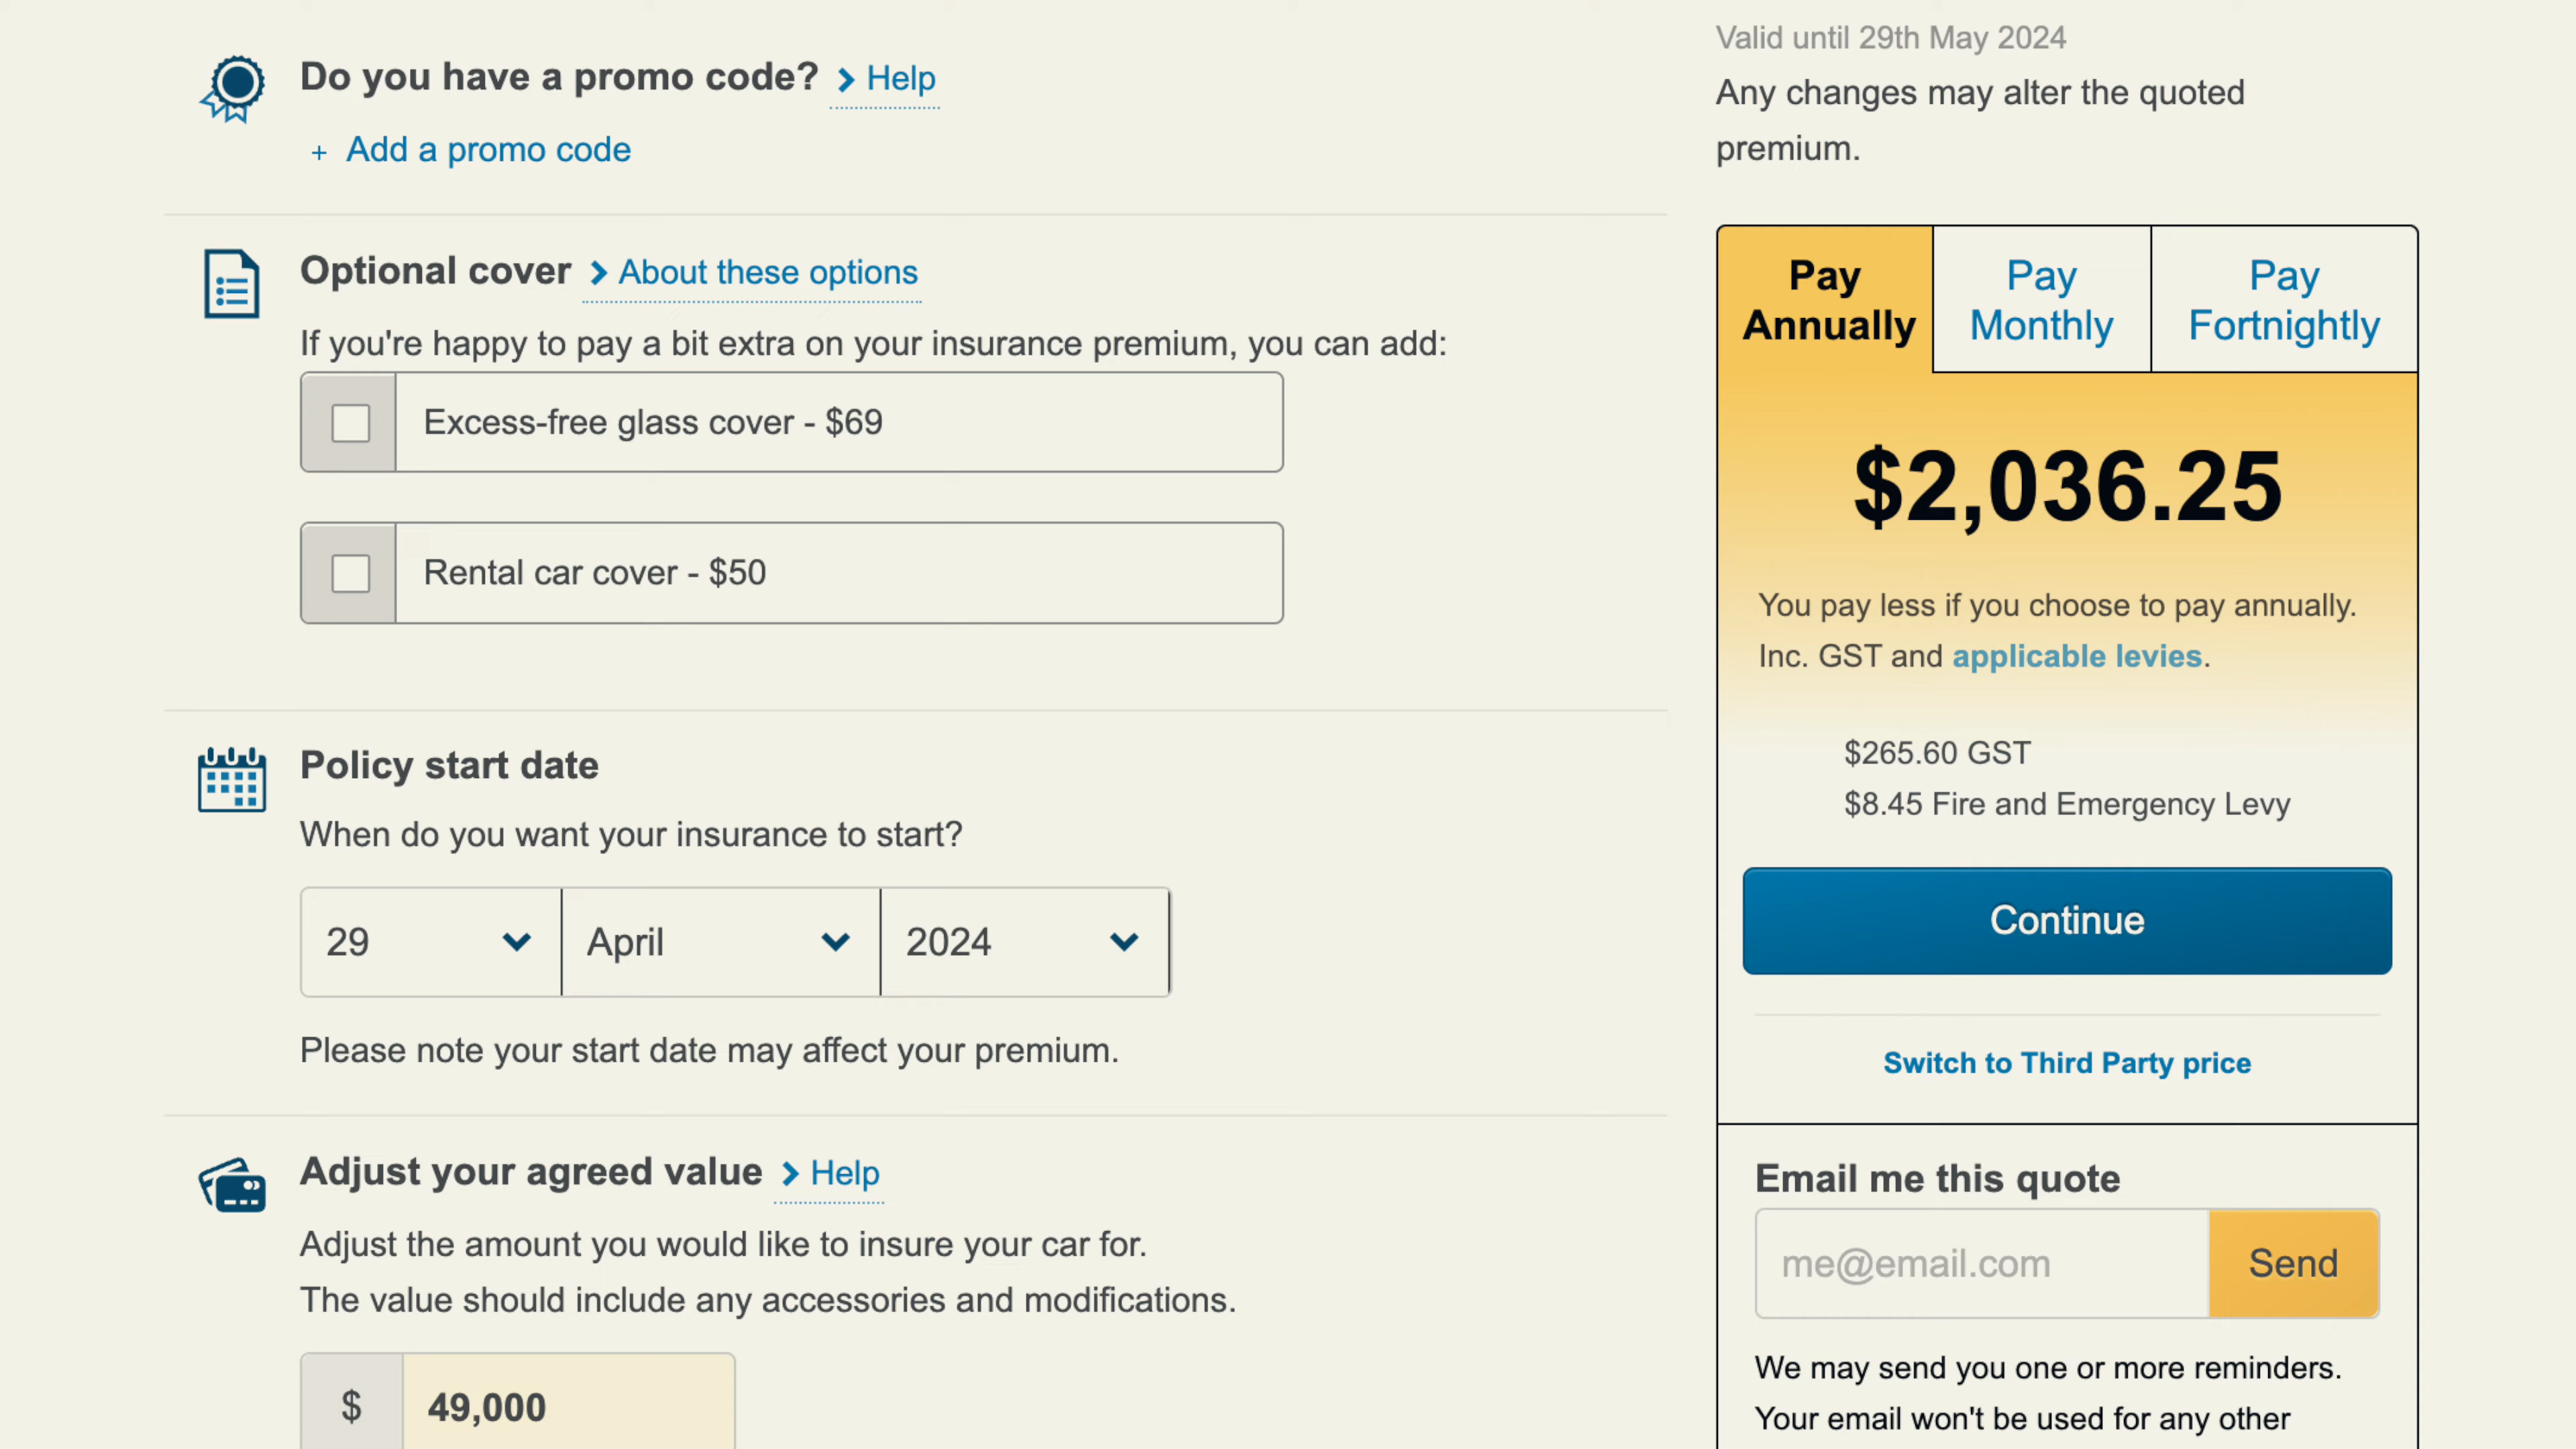 Do you have a promo code? Help
+ Add a promo code
Optional cover About these options
If you're happy to pay a bit extra on your insurance premium, you can add:
Excess-free glass cover - $69
Rental car cover - $50
Policy start date
When do you want your insurance to start?
29 April 2024
Please note your start date may affect your premium.
Adjust your agreed value Help
Adjust the amount you would like to insure your car for.
The value should include any accessories and modifications.
$ 49,000
Valid until 29th May 2024
Any changes may alter the quoted
premium.
Pay
Annually
Pay
Monthly
Pay
Fortnightly
$2,036.25
You pay less if you choose to pay annually.
Inc. GST and applicable levies.
$265.60 GST
$8.45 Fire and Emergency Levy
Continue
Switch to Third Party price
Email me this quote
me@email.com Send
We may send you one or more reminders.
Your email won't be used for any other